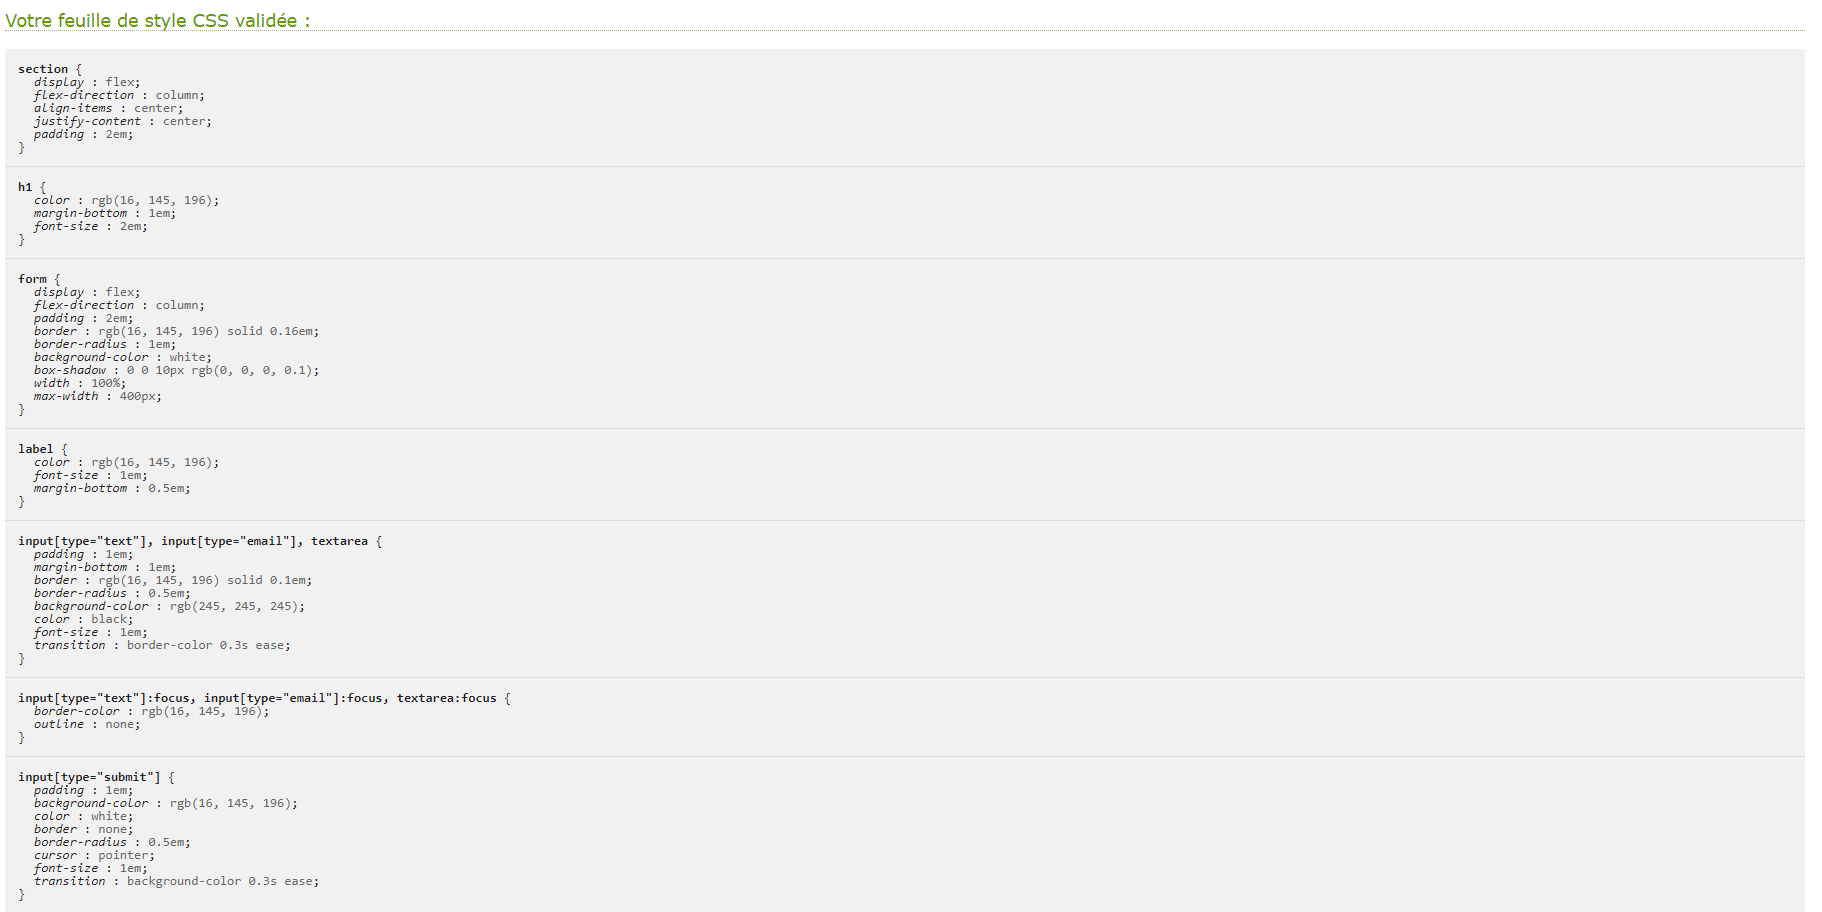 Votre feuille de style CSS validée :
section {
display : flex;
flex-direction : column;
align-items : center;
justify-content : center;
padding : 2em;
}
h1 {
color : rgb(16, 145, 196);
margin-bottom : 1em;
font-size : 2em;
}
form {
display : flex;
flex-direction : column;
padding : 2em;
border : rgb(16, 145, 196) solid 0.16em;
border-radius : 1em;
background-color : white;
box-shadow : 0 0 10px rgb(0, 0, 0, 0.1);
width : 100%;
max-width : 400px;
}
label {
color : rgb(16, 145, 196);
font-size : 1em;
margin-bottom : 0.5em;
}
input[type="text"], input[type="email"], textarea {
padding : 1em;
margin-bottom : 1em;
border : rgb(16, 145, 196) solid 0.1em;
border-radius : 0.5em;
background-color : rgb(245, 245, 245);
color : black;
font-size : 1em;
transition : border-color 0.3s ease;
}
input[type="text"]:focus, input[type="email"]:focus, textarea:focus {
border-color : rgb(16, 145, 196);
outline : none;
}
input[type="submit"] {
padding : 1em;
background-color : rgb(16, 145, 196);
color : white;
border : none;
border-radius : 0.5em;
cursor : pointer;
font-size : 1em;
transition : background-color 0.3s ease;
}